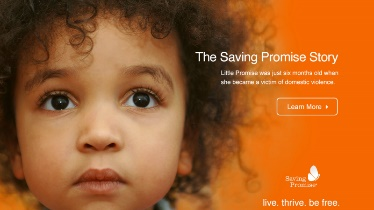 The Saving Promise Story
Little Promise was just six months old when
she became a victim of domestic violence.
Learn More
Saving
Promise
live. thrive. be free.